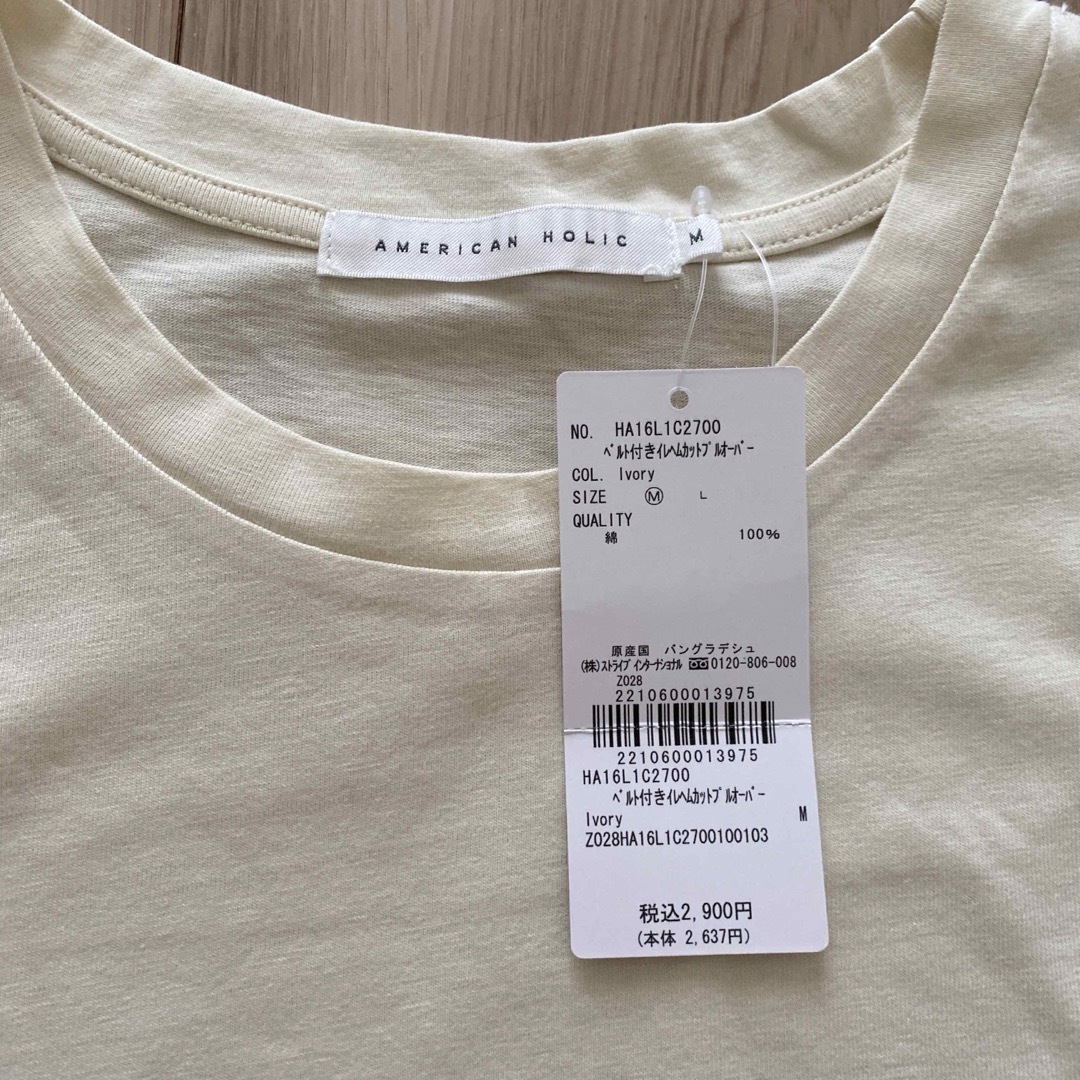 AMERICAN HOLIC
M
NO. HA16L1C2700
ﾍﾞﾙﾄ付きｲﾚﾍﾑｶｯﾄﾌﾟﾙｵｰﾊﾞｰ
COL. Ivory
SIZE Ⓜ L
QUALITY
綿 100%
原産国 バングラデシュ
(株)ｽﾄﾗｲﾌﾟ ｲﾝﾀｰﾅｼｮﾅﾙ 0120-806-008
Z028
2210600013975
2210600013975
HA16L1C2700
ﾍﾞﾙﾄ付きｲﾚﾍﾑｶｯﾄﾌﾟﾙｵｰﾊﾞｰ
Ivory M
Z028HA16L1C2700100103
税込2,900円
(本体 2,637円)